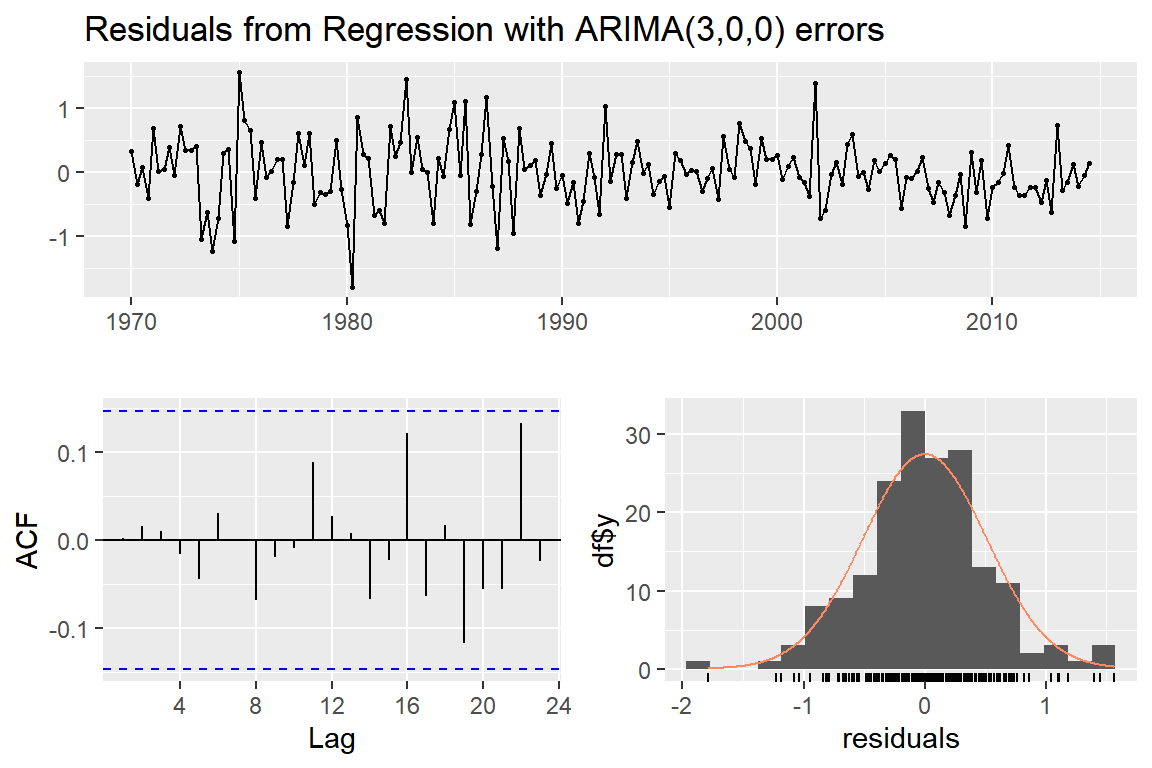 Residuals from Regression with ARIMA(3,0,0) errors
1
0
-1
1970 1980 1990 2000 2010
ACF
0.1
0.0
-0.1
4 8 12 16 20 24
Lag
df$y
30
20
10
0
-2 -1 0 1
residuals